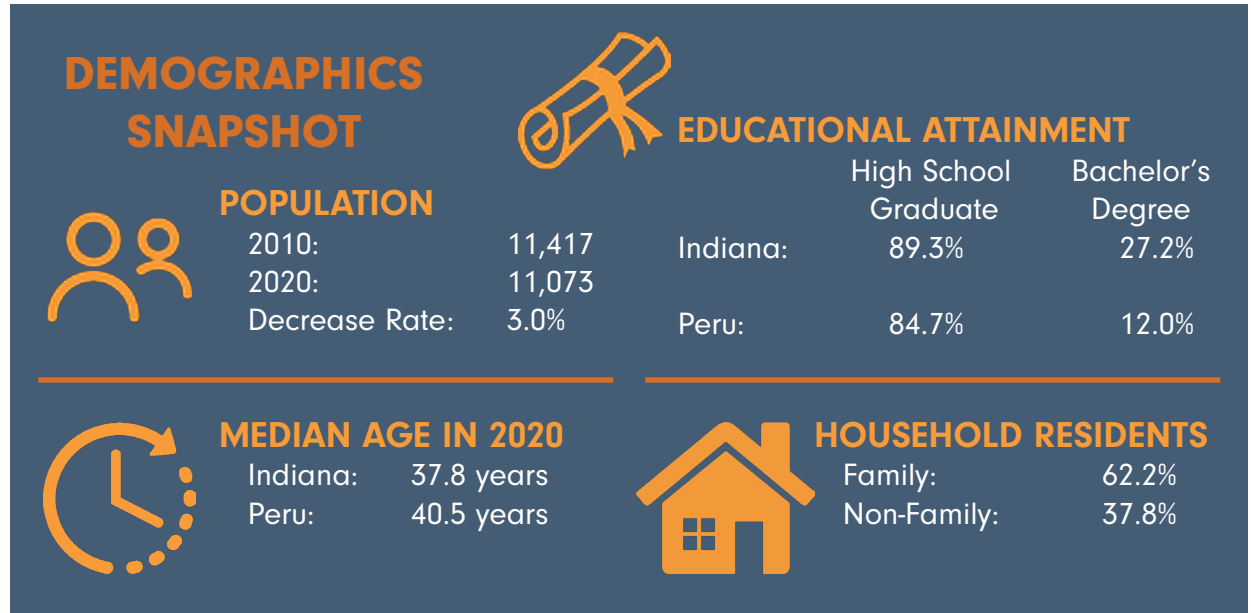 DEMOGRAPHICS
SNAPSHOT
POPULATION
2010: 11,417
2020: 11,073
Decrease Rate: 3.0%
EDUCATIONAL ATTAINMENT
High School Bachelor’s
Graduate Degree
Indiana: 89.3% 27.2%
Peru: 84.7% 12.0%
MEDIAN AGE IN 2020
Indiana: 37.8 years
Peru: 40.5 years
HOUSEHOLD RESIDENTS
Family: 62.2%
Non-Family: 37.8%